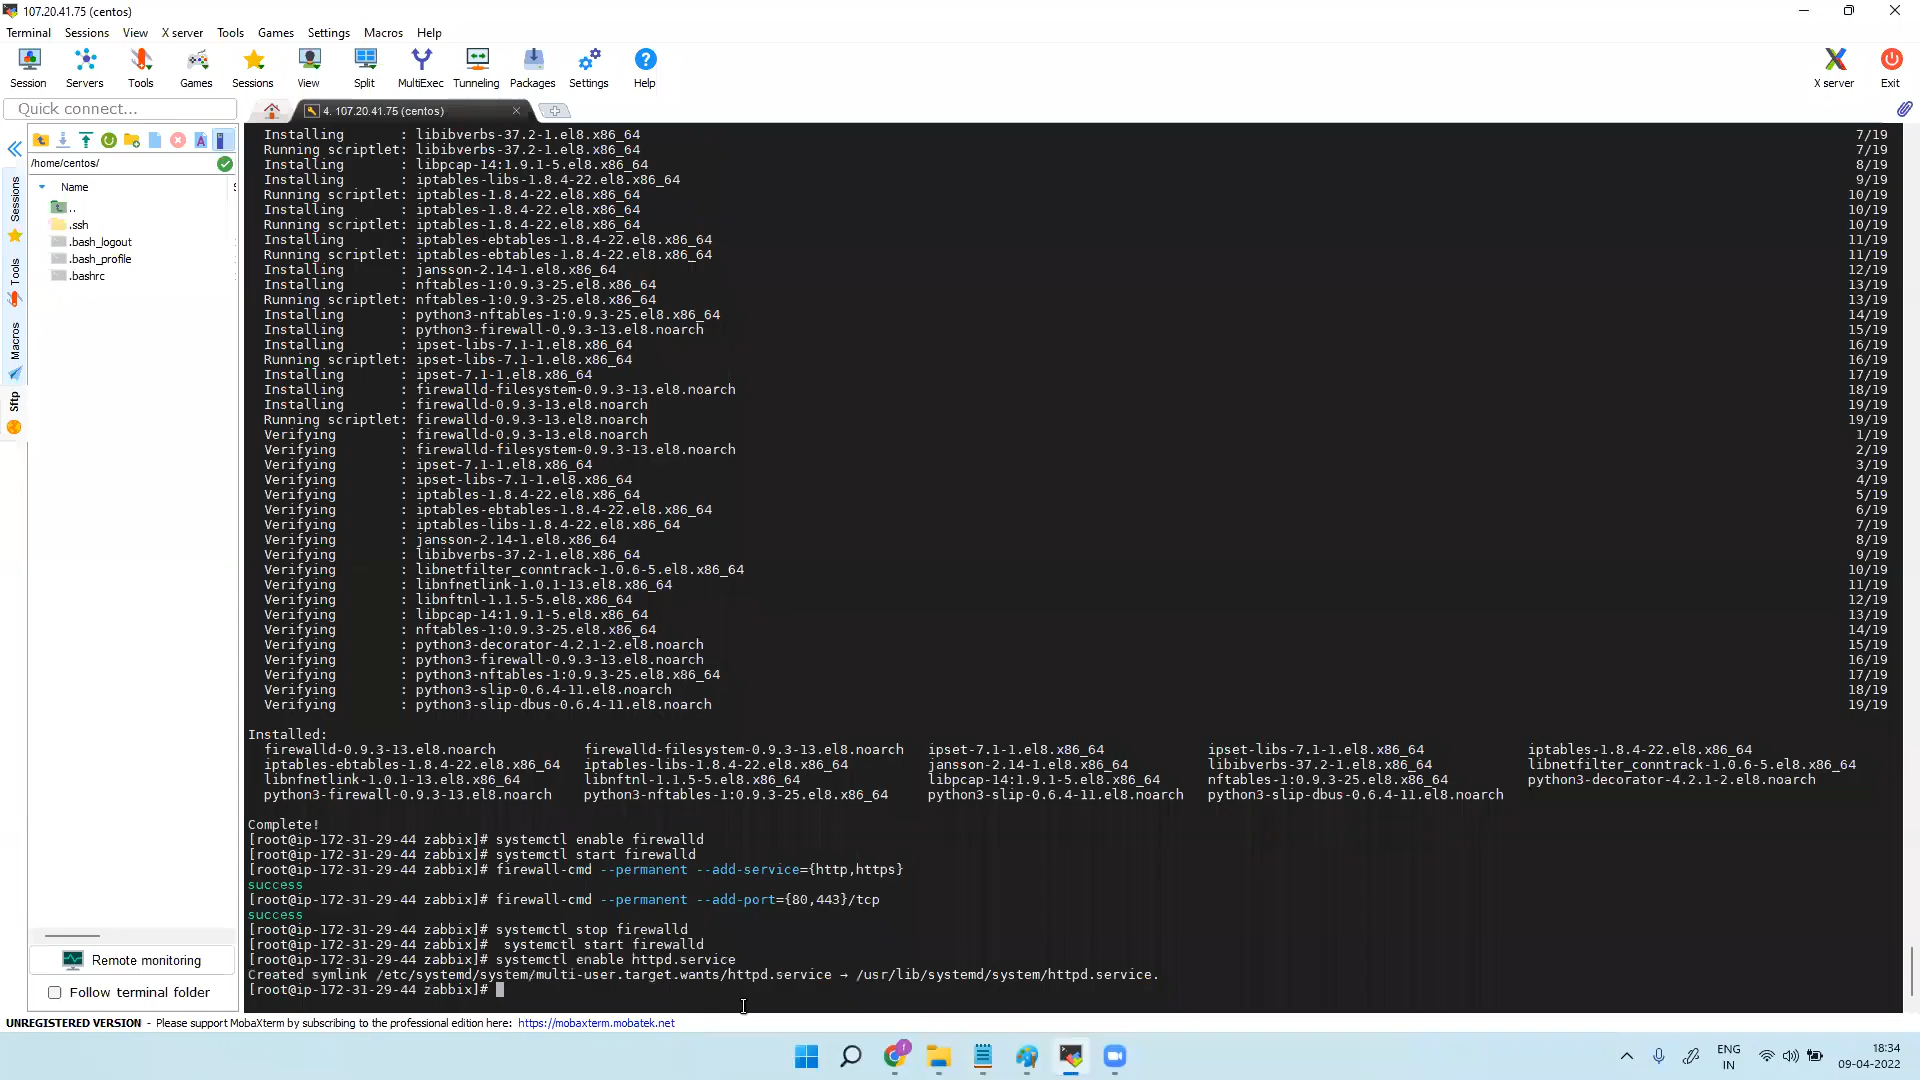 107.20.41.75 (centos)
Terminal Sessions View X server Tools Games Settings Macros Help
Session Servers Tools Games Sessions View Split MultiExec Tunneling Packages Settings Help X server Exit
Quick connect...
4. 107.20.41.75 (centos)
/home/centos/
Name
..
.ssh
.bash_logout
.bash_profile
.bashrc
Sessions
Tools
Macros
Sftp
Installing : libibverbs-37.2-1.el8.x86_64 7/19
Running scriptlet: libibverbs-37.2-1.el8.x86_64 7/19
Installing : libpcap-14:1.9.1-5.el8.x86_64 8/19
Installing : iptables-libs-1.8.4-22.el8.x86_64 9/19
Running scriptlet: iptables-1.8.4-22.el8.x86_64 10/19
Installing : iptables-1.8.4-22.el8.x86_64 10/19
Running scriptlet: iptables-1.8.4-22.el8.x86_64 10/19
Installing : iptables-ebtables-1.8.4-22.el8.x86_64 11/19
Running scriptlet: iptables-ebtables-1.8.4-22.el8.x86_64 11/19
Installing : jansson-2.14-1.el8.x86_64 12/19
Installing : nftables-1:0.9.3-25.el8.x86_64 13/19
Running scriptlet: nftables-1:0.9.3-25.el8.x86_64 13/19
Installing : python3-nftables-1:0.9.3-25.el8.x86_64 14/19
Installing : python3-firewall-0.9.3-13.el8.noarch 15/19
Installing : ipset-libs-7.1-1.el8.x86_64 16/19
Running scriptlet: ipset-libs-7.1-1.el8.x86_64 16/19
Installing : ipset-7.1-1.el8.x86_64 17/19
Installing : firewalld-filesystem-0.9.3-13.el8.noarch 18/19
Installing : firewalld-0.9.3-13.el8.noarch 19/19
Running scriptlet: firewalld-0.9.3-13.el8.noarch 19/19
Verifying : firewalld-0.9.3-13.el8.noarch 1/19
Verifying : firewalld-filesystem-0.9.3-13.el8.noarch 2/19
Verifying : ipset-7.1-1.el8.x86_64 3/19
Verifying : ipset-libs-7.1-1.el8.x86_64 4/19
Verifying : iptables-1.8.4-22.el8.x86_64 5/19
Verifying : iptables-ebtables-1.8.4-22.el8.x86_64 6/19
Verifying : iptables-libs-1.8.4-22.el8.x86_64 7/19
Verifying : jansson-2.14-1.el8.x86_64 8/19
Verifying : libibverbs-37.2-1.el8.x86_64 9/19
Verifying : libnetfilter_conntrack-1.0.6-5.el8.x86_64 10/19
Verifying : libnfnetlink-1.0.1-13.el8.x86_64 11/19
Verifying : libnftnl-1.1.5-5.el8.x86_64 12/19
Verifying : libpcap-14:1.9.1-5.el8.x86_64 13/19
Verifying : nftables-1:0.9.3-25.el8.x86_64 14/19
Verifying : python3-decorator-4.2.1-2.el8.noarch 15/19
Verifying : python3-firewall-0.9.3-13.el8.noarch 16/19
Verifying : python3-nftables-1:0.9.3-25.el8.x86_64 17/19
Verifying : python3-slip-0.6.4-11.el8.noarch 18/19
Verifying : python3-slip-dbus-0.6.4-11.el8.noarch 19/19
Installed:
firewalld-0.9.3-13.el8.noarch firewalld-filesystem-0.9.3-13.el8.noarch ipset-7.1-1.el8.x86_64 ipset-libs-7.1-1.el8.x86_64 iptables-1.8.4-22.el8.x86_64
iptables-ebtables-1.8.4-22.el8.x86_64 iptables-libs-1.8.4-22.el8.x86_64 jansson-2.14-1.el8.x86_64 libibverbs-37.2-1.el8.x86_64 libnetfilter_conntrack-1.0.6-5.el8.x86_64
libnfnetlink-1.0.1-13.el8.x86_64 libnftnl-1.1.5-5.el8.x86_64 libpcap-14:1.9.1-5.el8.x86_64 nftables-1:0.9.3-25.el8.x86_64 python3-decorator-4.2.1-2.el8.noarch
python3-firewall-0.9.3-13.el8.noarch python3-nftables-1:0.9.3-25.el8.x86_64 python3-slip-0.6.4-11.el8.noarch python3-slip-dbus-0.6.4-11.el8.noarch
Complete!
[root@ip-172-31-29-44 zabbix]# systemctl enable firewalld
[root@ip-172-31-29-44 zabbix]# systemctl start firewalld
[root@ip-172-31-29-44 zabbix]# firewall-cmd --permanent --add-service={http,https}
success
[root@ip-172-31-29-44 zabbix]# firewall-cmd --permanent --add-port={80,443}/tcp
success
[root@ip-172-31-29-44 zabbix]# systemctl stop firewalld
[root@ip-172-31-29-44 zabbix]#  systemctl start firewalld
[root@ip-172-31-29-44 zabbix]# systemctl enable httpd.service
Created symlink /etc/systemd/system/multi-user.target.wants/httpd.service → /usr/lib/systemd/system/httpd.service.
[root@ip-172-31-29-44 zabbix]#
Remote monitoring
Follow terminal folder
UNREGISTERED VERSION - Please support MobaXterm by subscribing to the professional edition here: https://mobaxterm.mobatek.net
ENG
IN
18:34
09-04-2022